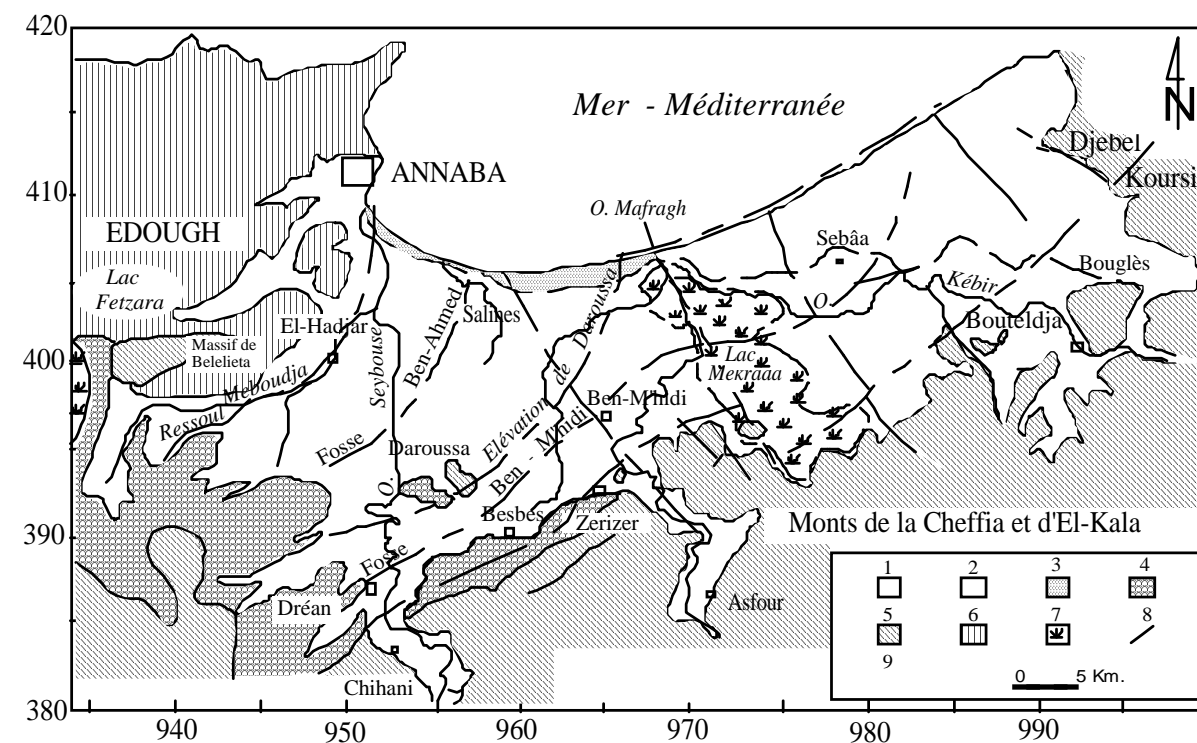 420
Mer - Méditerranée
N
Djebel
Koursi
ANNABA
410
O. Mafragh
EDOUGH
Sebâa
Bouglès
Lac
Fetzara
Kébir
O.
Salines
El-Hadjar
Bouteldja
Massif de
Belelieta
400
Lac
Ressoul
Meboudja
Seybouse
Ben-Ahmed
Elévation
de
Daroussa
Ben-M'hidi
Fosse
Daroussa
Ben - M'hidi
O.
390
Besbes
Zerizer
Monts de la Cheffia et d'El-Kala
Fosse
Dréan
Asfour
Chihani
1 2 3 4
5 6 7 8
9
0 5 Km.
380
940 950 960 970 980 990